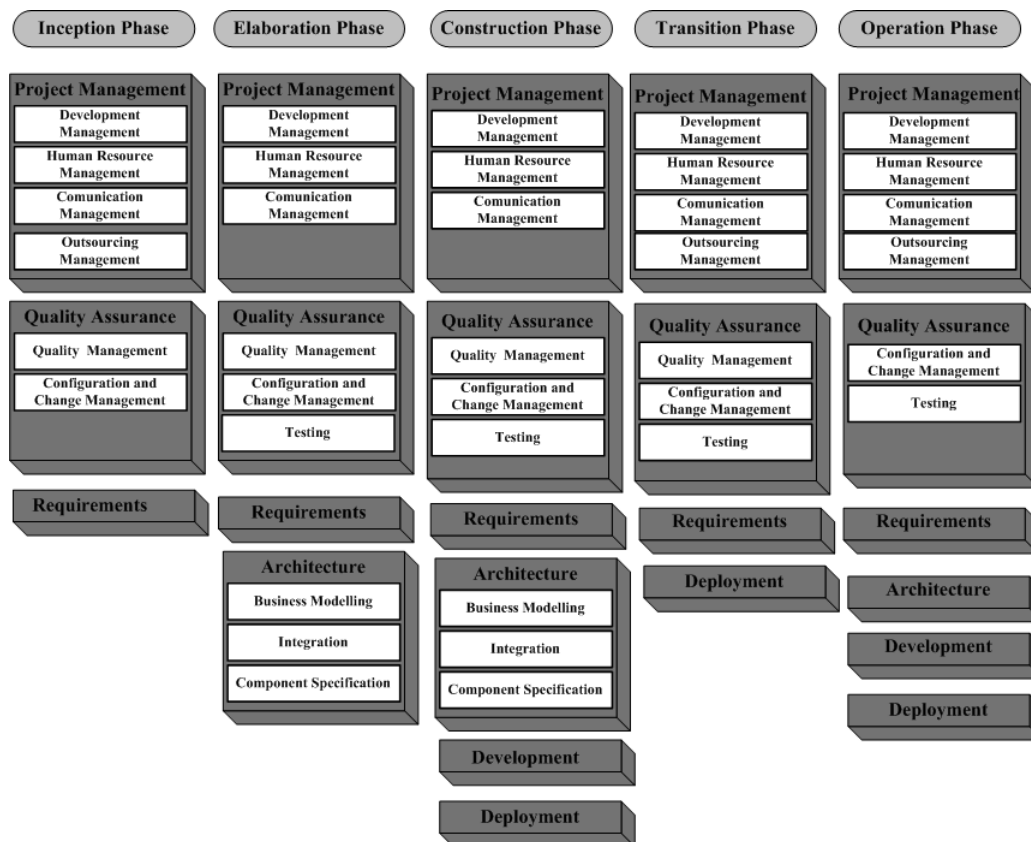 Inception Phase
Project Management
Development
Management
Human Resource
Management
Comunication
Management
Outsourcing
Management
Quality Assurance
Quality Management
Configuration and
Change Management
Requirements
Elaboration Phase
Project Management
Development
Management
Human Resource
Management
Comunication
Management
Quality Assurance
Quality Management
Configuration and
Change Management
Testing
Requirements
Architecture
Business Modelling
Integration
Component Specification
Construction Phase
Project Management
Development
Management
Human Resource
Management
Comunication
Management
Quality Assurance
Quality Management
Configuration and
Change Management
Testing
Requirements
Architecture
Business Modelling
Integration
Component Specification
Development
Deployment
Transition Phase
Project Management
Development
Management
Human Resource
Management
Comunication
Management
Outsourcing
Management
Quality Assurance
Quality Management
Configuration and
Change Management
Testing
Requirements
Deployment
Operation Phase
Project Management
Development
Management
Human Resource
Management
Comunication
Management
Outsourcing
Management
Quality Assurance
Configuration and
Change Management
Testing
Requirements
Architecture
Development
Deployment